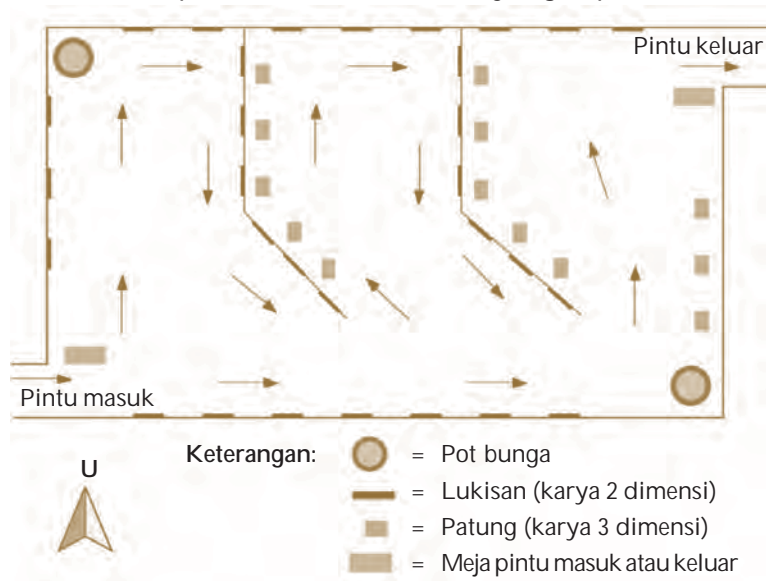 Pintu keluar
Pintu masuk
U
Keterangan:
= Pot bunga
= Lukisan (karya 2 dimensi)
= Patung (karya 3 dimensi)
= Meja pintu masuk atau keluar